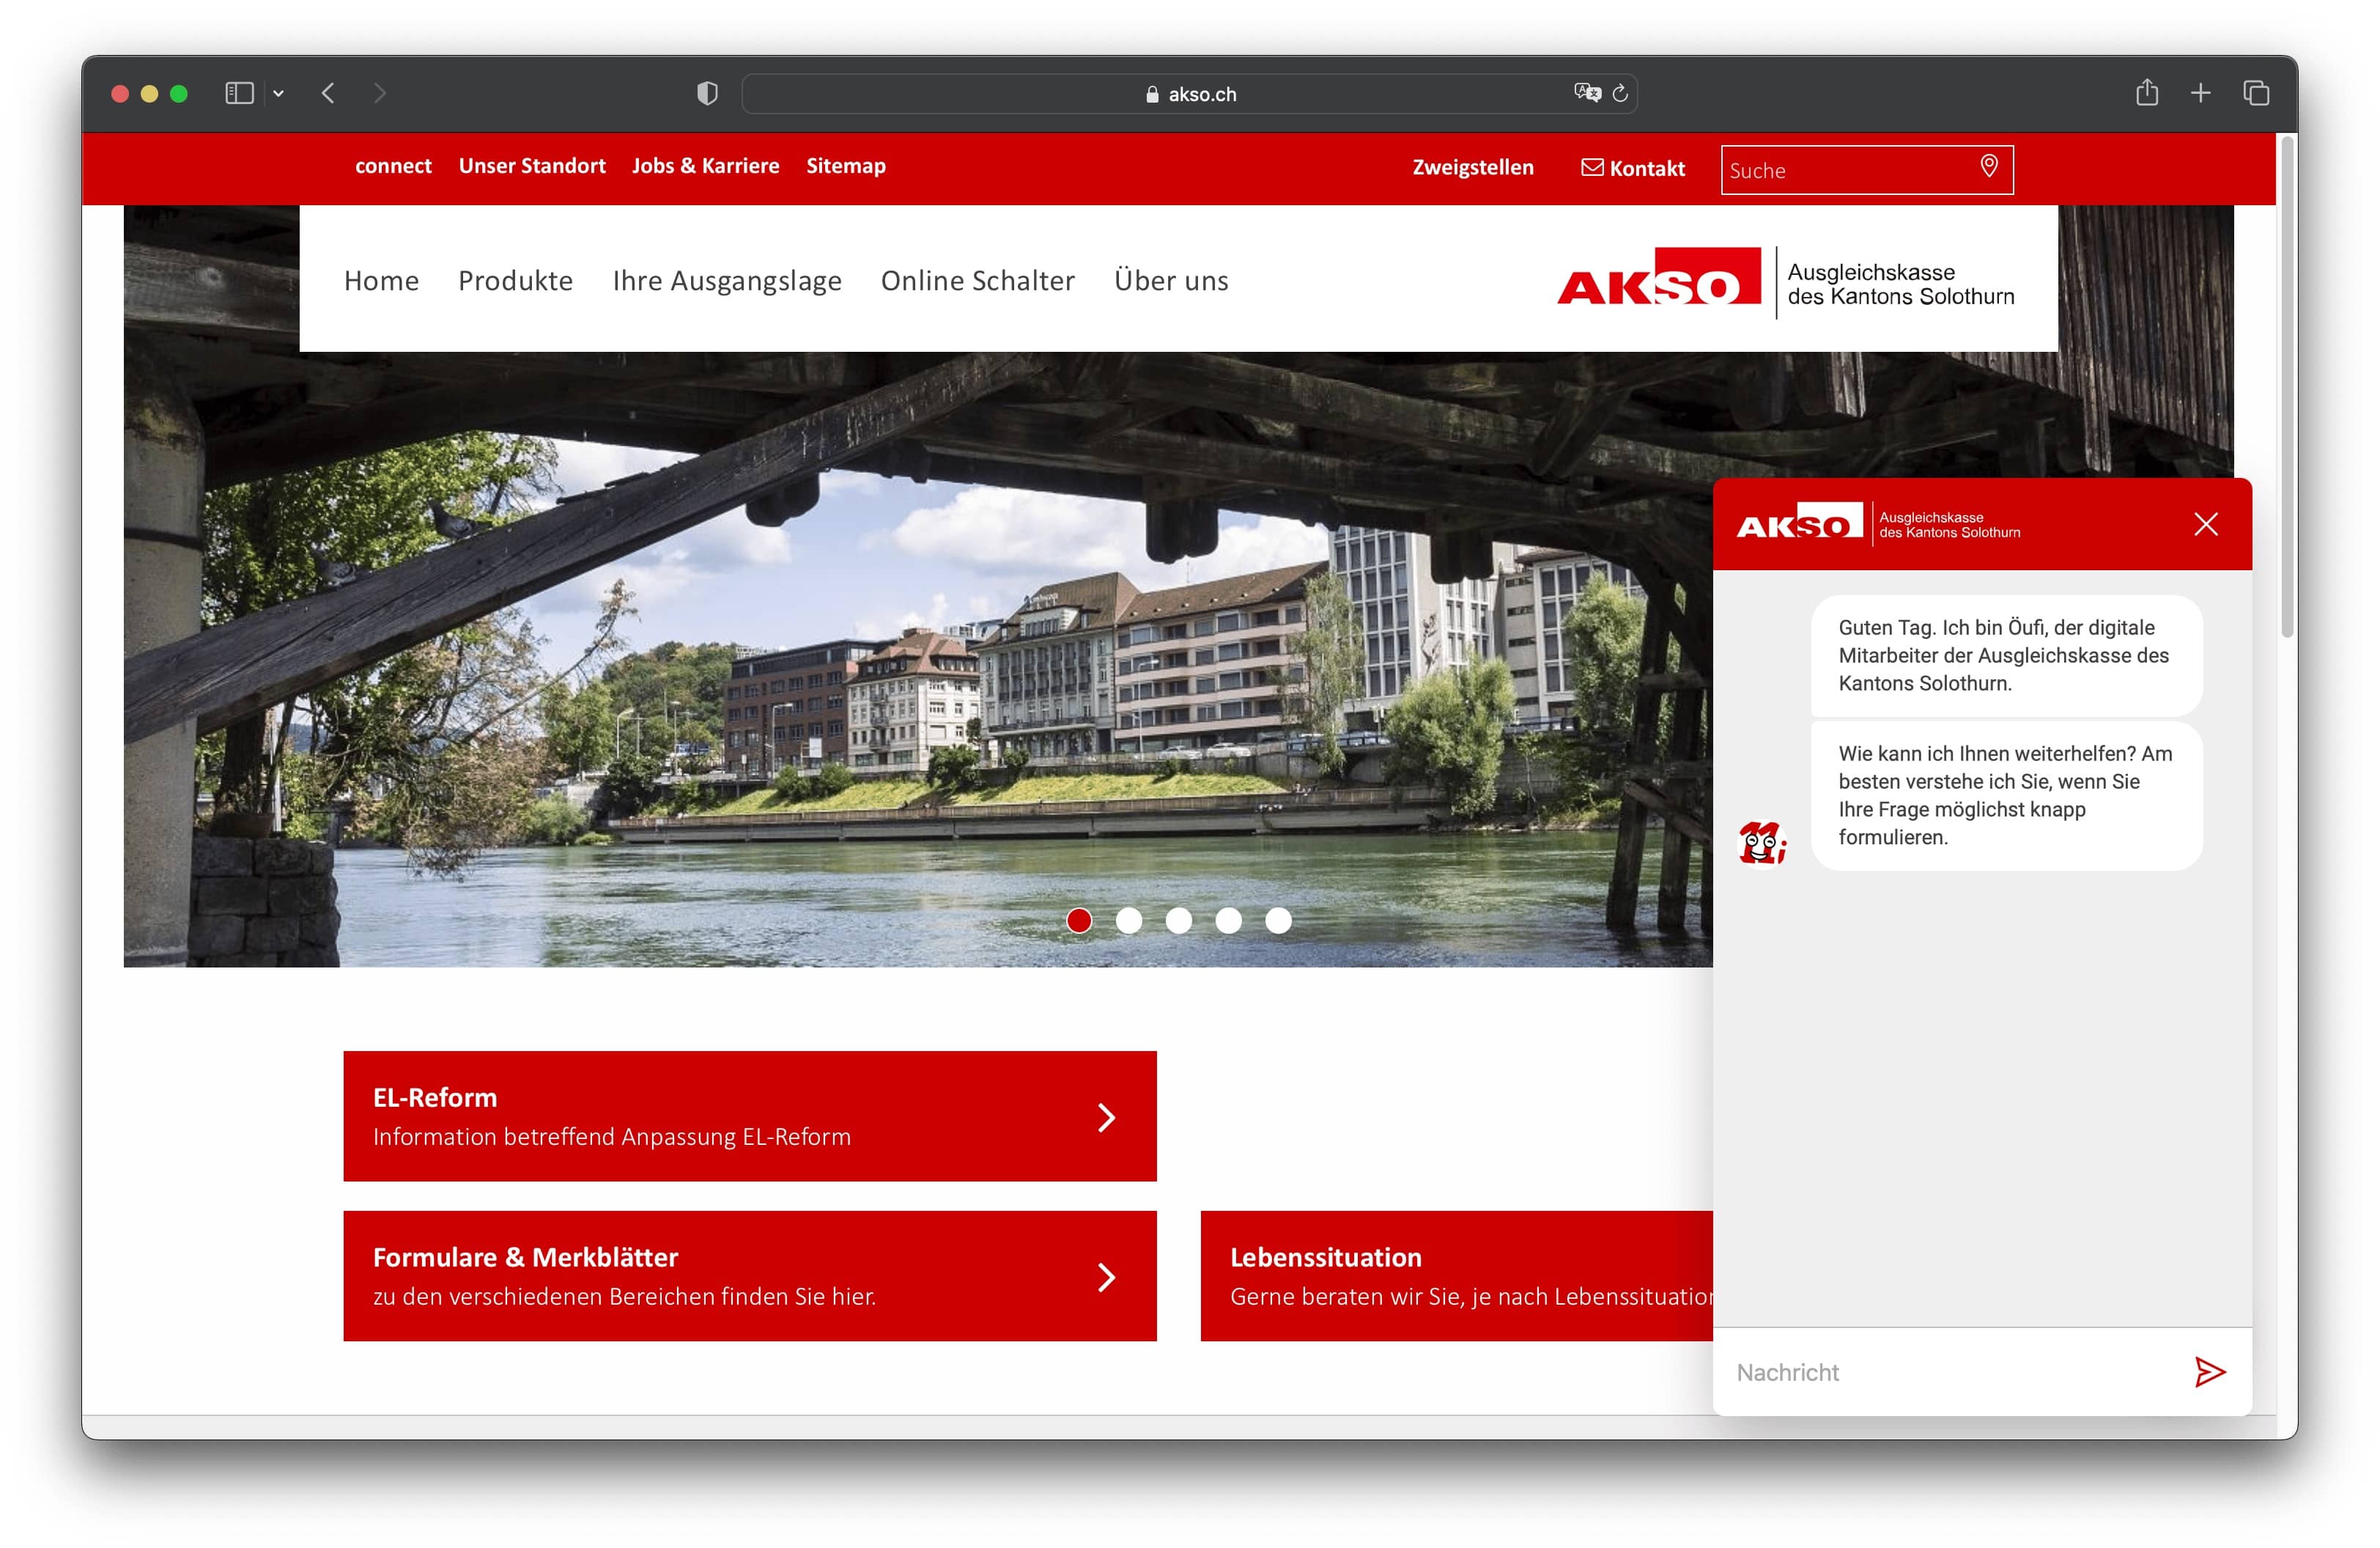 akso.ch
connect Unser Standort Jobs & Karriere Sitemap
Zweigstellen Kontakt Suche
Home Produkte Ihre Ausgangslage Online Schalter Über uns
AKSO
Ausgleichskasse
des Kantons Solothurn
AKSO
Ausgleichskasse
des Kantons Solothurn
Guten Tag. Ich bin Öufi, der digitale
Mitarbeiter der Ausgleichskasse des
Kantons Solothurn.
Wie kann ich Ihnen weiterhelfen? Am
besten verstehe ich Sie, wenn Sie
Ihre Frage möglichst knapp
formulieren.
11i
EL-Reform
Information betreffend Anpassung EL-Reform
Formulare & Merkblätter
zu den verschiedenen Bereichen finden Sie hier.
Lebenssituation
Gerne beraten wir Sie, je nach Lebenssituation
Nachricht